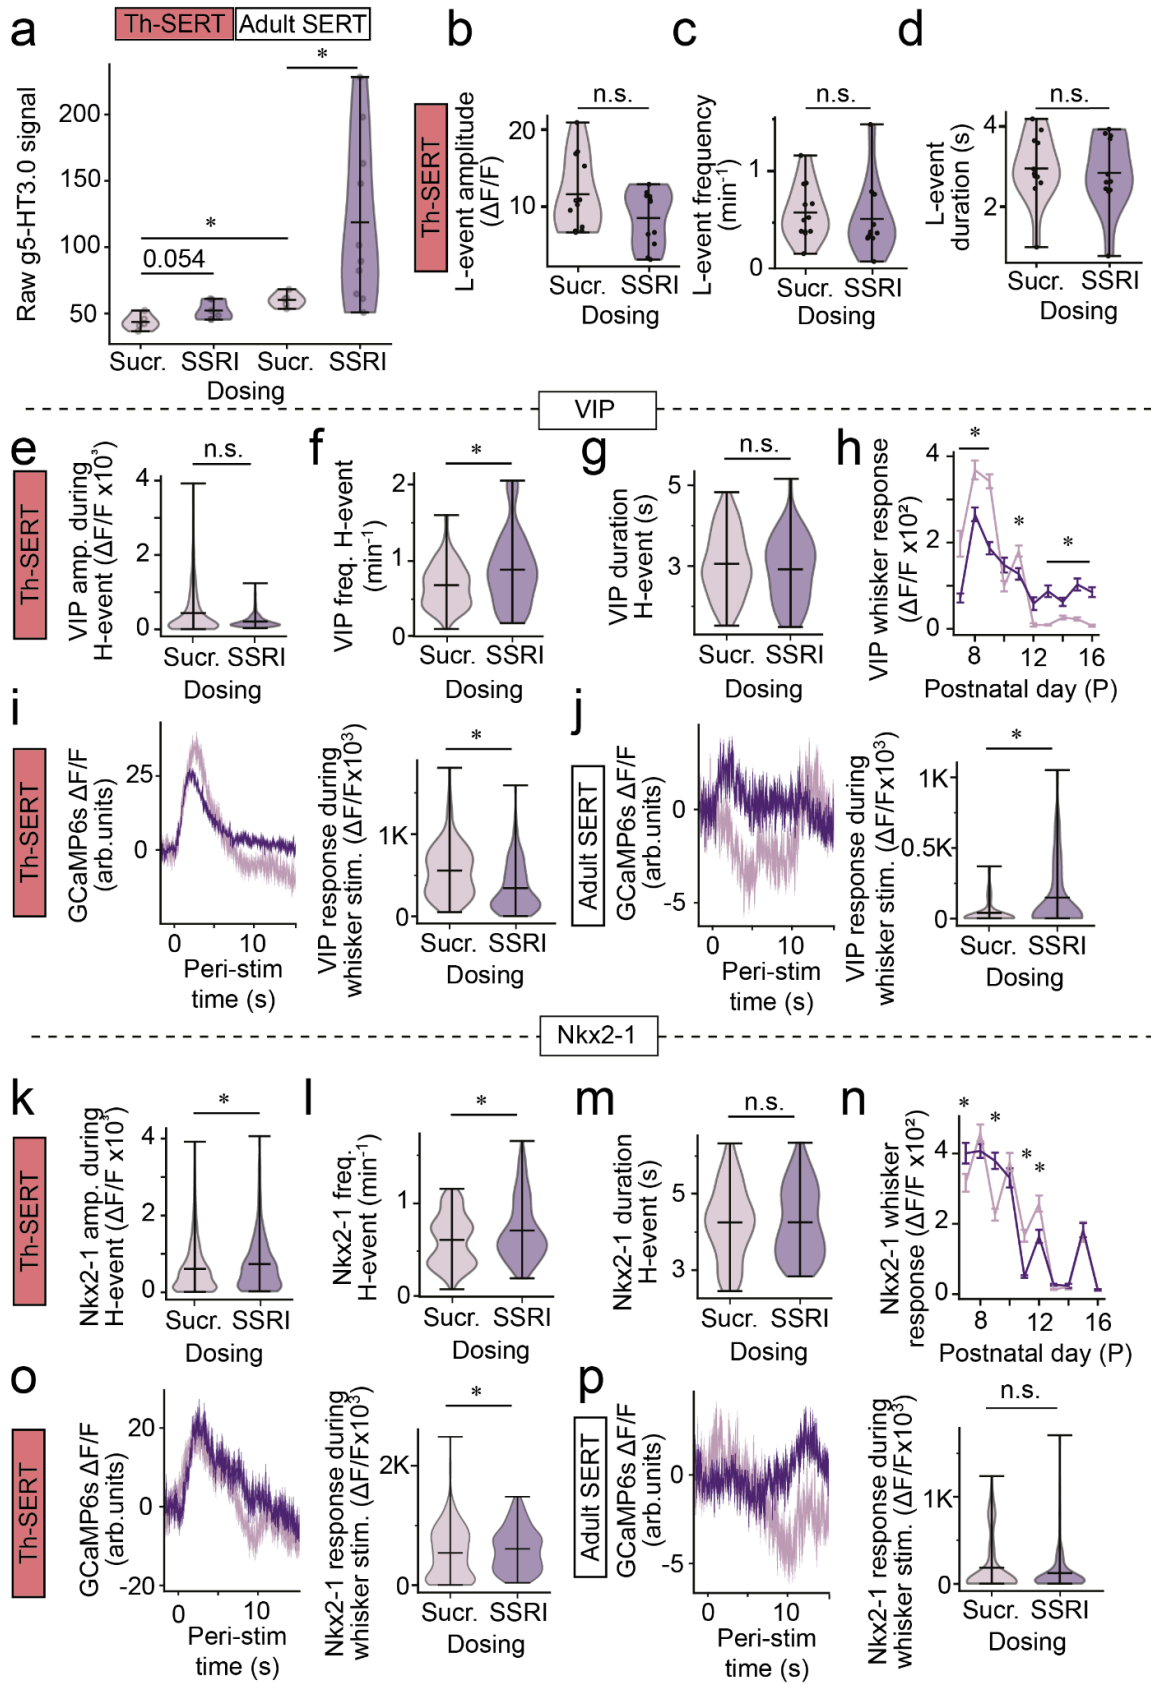 a
Th-SERT
Adult SERT
Raw g5-HT3.0 signal
200
150
100
50
0.054
*
*
Sucr.
SSRI
Sucr.
SSRI
Dosing
b
Th-SERT
L-event amplitude
(ΔF/F)
20
10
n.s.
Sucr.
SSRI
Dosing
c
L-event frequency
(min-1)
1
0
n.s.
Sucr.
SSRI
Dosing
d
L-event
duration (s)
4
2
n.s.
Sucr.
SSRI
Dosing
VIP
e
Th-SERT
VIP amp. during
H-event (ΔF/F x10³)
4
2
0
n.s.
Sucr.
SSRI
Dosing
f
VIP freq. H-event
(min-1)
2
1
0
*
Sucr.
SSRI
Dosing
g
VIP duration
H-event (s)
5
3
n.s.
Sucr.
SSRI
Dosing
h
VIP whisker response
(ΔF/F x10²)
4
2
0
*
*
*
8
12
16
Postnatal day (P)
i
Th-SERT
GCaMP6s ΔF/F
(arb.units)
25
0
0
10
Peri-stim
time (s)
VIP response during
whisker stim. (ΔF/Fx10³)
1K
0
*
Sucr.
SSRI
Dosing
j
Adult SERT
GCaMP6s ΔF/F
(arb.units)
0
-5
0
10
Peri-stim
time (s)
VIP response during
whisker stim. (ΔF/Fx10³)
1K
0.5K
0
*
Sucr.
SSRI
Dosing
Nkx2-1
k
Th-SERT
Nkx2-1 amp. during
H-event (ΔF/F x10³)
4
2
0
*
Sucr.
SSRI
Dosing
l
Nkx2-1 freq.
H-event (min-1)
1
0
*
Sucr.
SSRI
Dosing
m
Nkx2-1 duration
H-event (s)
5
3
n.s.
Sucr.
SSRI
Dosing
n
Nkx2-1 whisker
response (ΔF/F x10²)
4
2
0
*
*
*
*
8
12
16
Postnatal day (P)
o
Th-SERT
GCaMP6s ΔF/F
(arb.units)
20
0
-20
0
10
Peri-stim
time (s)
Nkx2-1 response during
whisker stim. (ΔF/Fx10³)
2K
0
*
Sucr.
SSRI
Dosing
p
Adult SERT
GCaMP6s ΔF/F
(arb.units)
0
-5
0
10
Peri-stim
time (s)
Nkx2-1 response during
whisker stim. (ΔF/Fx10³)
1K
0
n.s.
Sucr.
SSRI
Dosing